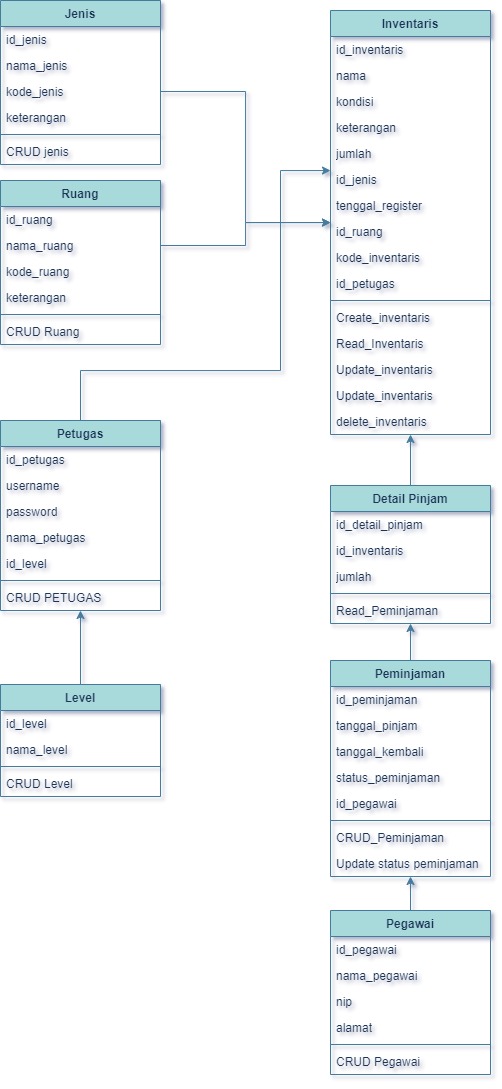 Jenis
id_jenis
nama_jenis
kode_jenis
keterangan
CRUD jenis
Ruang
id_ruang
nama_ruang
kode_ruang
keterangan
CRUD Ruang
Petugas
id_petugas
username
password
nama_petugas
id_level
CRUD PETUGAS
Level
id_level
nama_level
CRUD Level
Inventaris
id_inventaris
nama
kondisi
keterangan
jumlah
id_jenis
tenggal_register
id_ruang
kode_inventaris
id_petugas
Create_inventaris
Read_Inventaris
Update_inventaris
Update_inventaris
delete_inventaris
Detail Pinjam
id_detail_pinjam
id_inventaris
jumlah
Read_Peminjaman
Peminjaman
id_peminjaman
tanggal_pinjam
tanggal_kembali
status_peminjaman
id_pegawai
CRUD_Peminjaman
Update status peminjaman
Pegawai
id_pegawai
nama_pegawai
nip
alamat
CRUD Pegawai